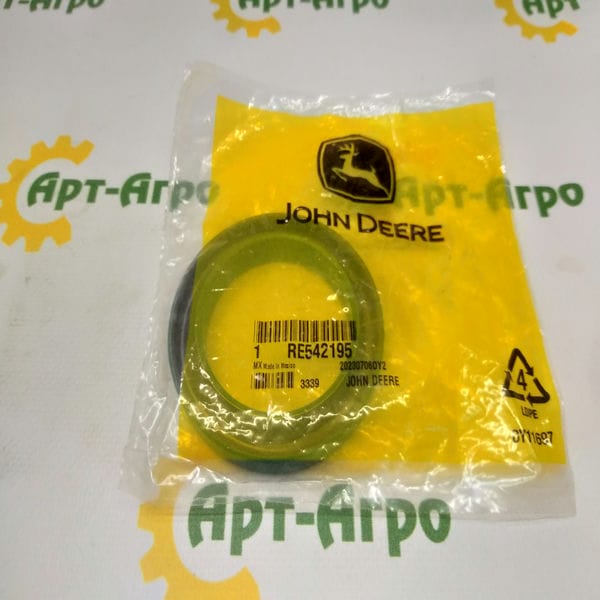 Арт-Агро
Арт-Агро
Арт-Агро
JOHN DEERE
1 RE542195
MX Made in Mexico
20230706OY2
3339 JOHN DEERE
4
LDPE
Арт-Агро